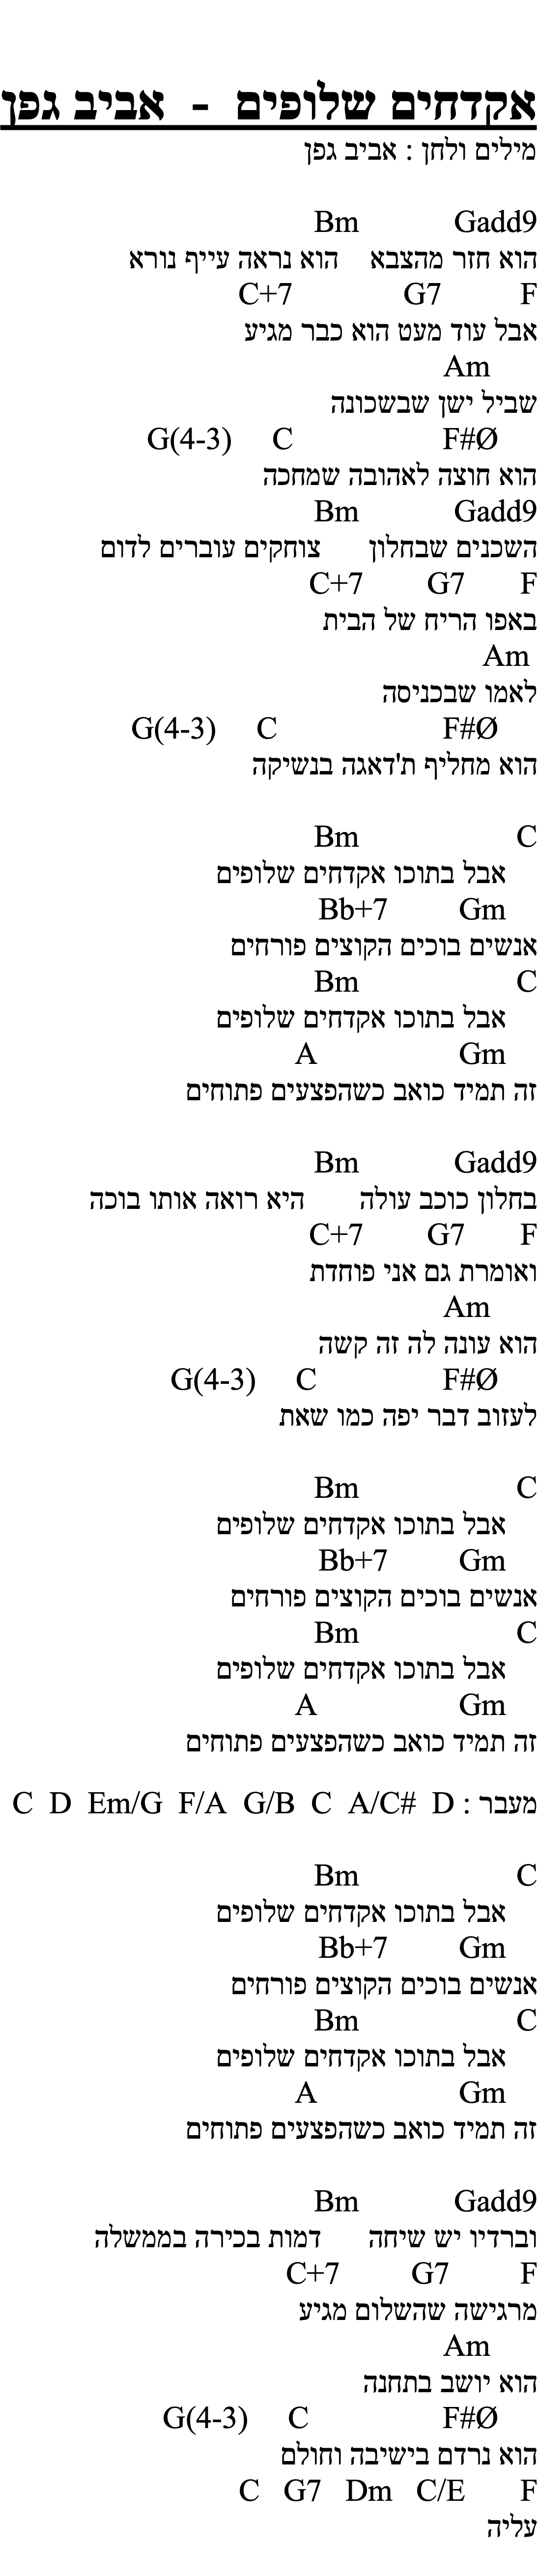 אקדחים שלופים - אביב גפן
מילים ולחן : אביב גפן
Gadd9 Bm
הוא חזר מהצבא הוא נראה עייף נורא
F G7 C+7
אבל עוד מעט הוא כבר מגיע
Am
שביל ישן שבשכונה
F#Ø C G(4-3)
הוא חוצה לאהובה שמחכה
Gadd9 Bm
השכנים שבחלון צוחקים עוברים לדום
F G7 C+7
באפו הריח של הבית
Am
לאמו שבכניסה
F#Ø C G(4-3)
הוא מחליף ת'דאגה בנשיקה
C Bm
אבל בתוכו אקדחים שלופים
Gm Bb+7
אנשים בוכים הקוצים פורחים
C Bm
אבל בתוכו אקדחים שלופים
Gm A
זה תמיד כואב כשהפצעים פתוחים
Gadd9 Bm
בחלון כוכב עולה היא רואה אותו בוכה
F G7 C+7
ואומרת גם אני פוחדת
Am
הוא עונה לה זה קשה
F#Ø C G(4-3)
לעזוב דבר יפה כמו שאת
C Bm
אבל בתוכו אקדחים שלופים
Gm Bb+7
אנשים בוכים הקוצים פורחים
C Bm
אבל בתוכו אקדחים שלופים
Gm A
זה תמיד כואב כשהפצעים פתוחים
מעבר : C D Em/G F/A G/B C A/C# D
C Bm
אבל בתוכו אקדחים שלופים
Gm Bb+7
אנשים בוכים הקוצים פורחים
C Bm
אבל בתוכו אקדחים שלופים
Gm A
זה תמיד כואב כשהפצעים פתוחים
Gadd9 Bm
וברדיו יש שיחה דמות בכירה בממשלה
F G7 C+7
מרגישה שהשלום מגיע
Am
הוא יושב בתחנה
F#Ø C G(4-3)
הוא נרדם בישיבה וחולם
F C/E Dm G7 C
עליה